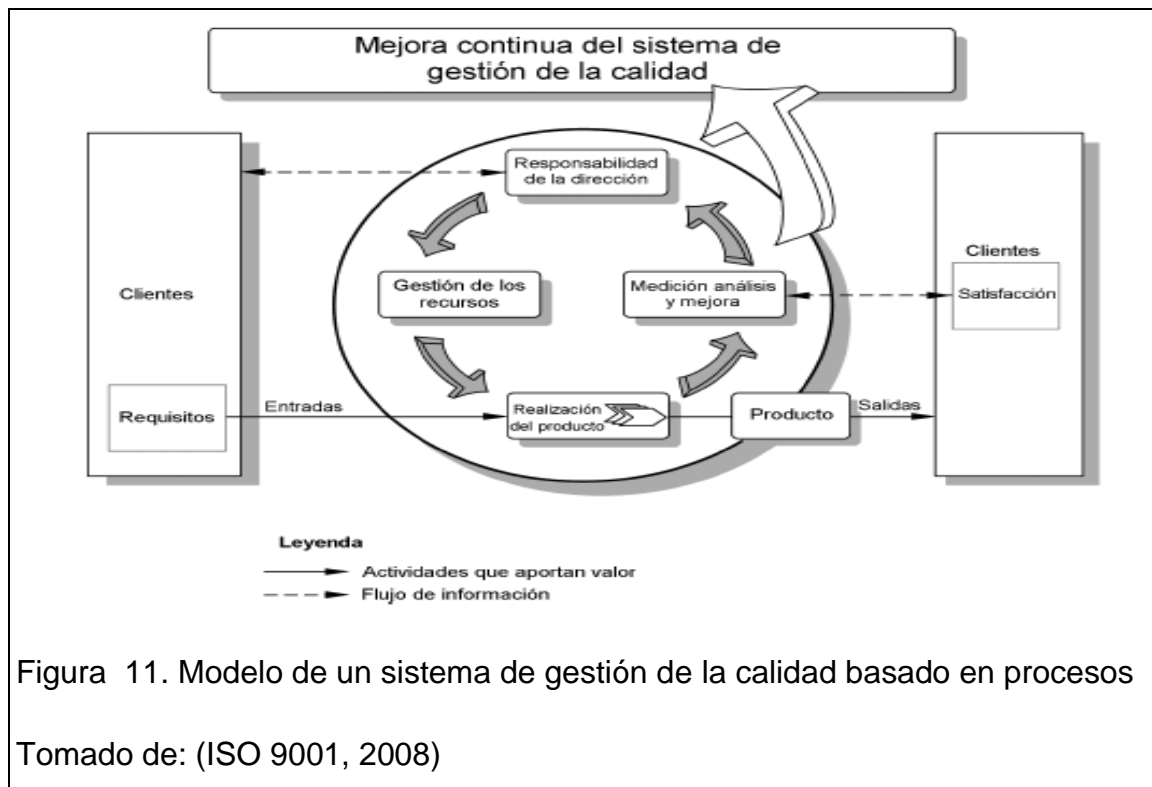 Mejora continua del sistema de
gestión de la calidad
Responsabilidad
de la dirección
Clientes
Gestión de los
recursos
Medición análisis
y mejora
Clientes
Satisfacción
Requisitos
Entradas
Realización
del producto
Producto
Salidas
Leyenda
Actividades que aportan valor
Flujo de información
Figura  11. Modelo de un sistema de gestión de la calidad basado en procesos
Tomado de: (ISO 9001, 2008)